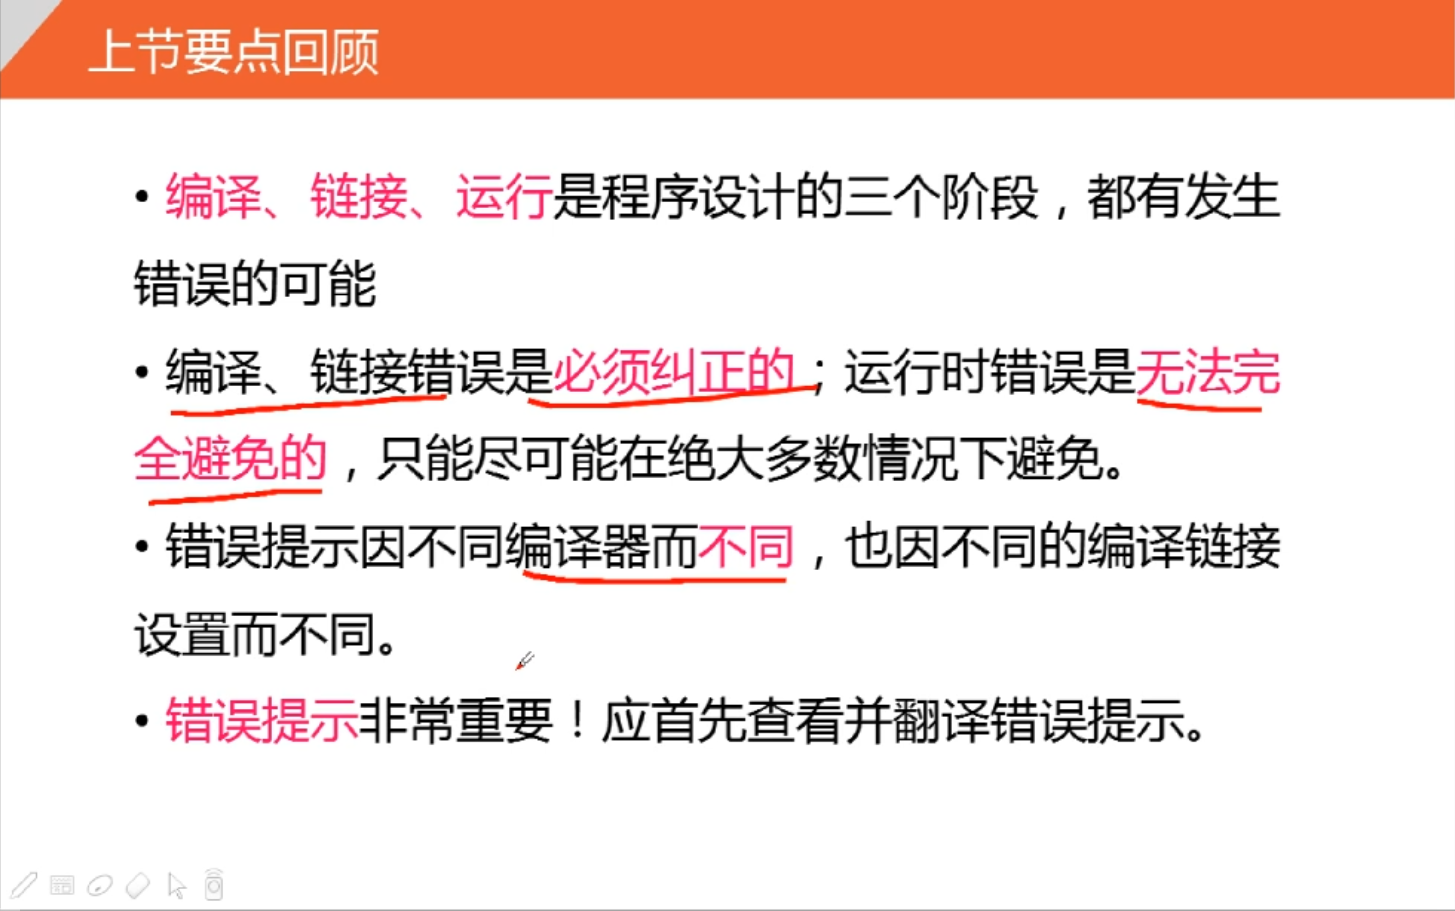 上节要点回顾
• 编译、链接、运行是程序设计的三个阶段，都有发生
错误的可能
• 编译、链接错误是必须纠正的；运行时错误是无法完
全避免的，只能尽可能在绝大多数情况下避免。
• 错误提示因不同编译器而不同，也因不同的编译链接
设置而不同。
• 错误提示非常重要！应首先查看并翻译错误提示。